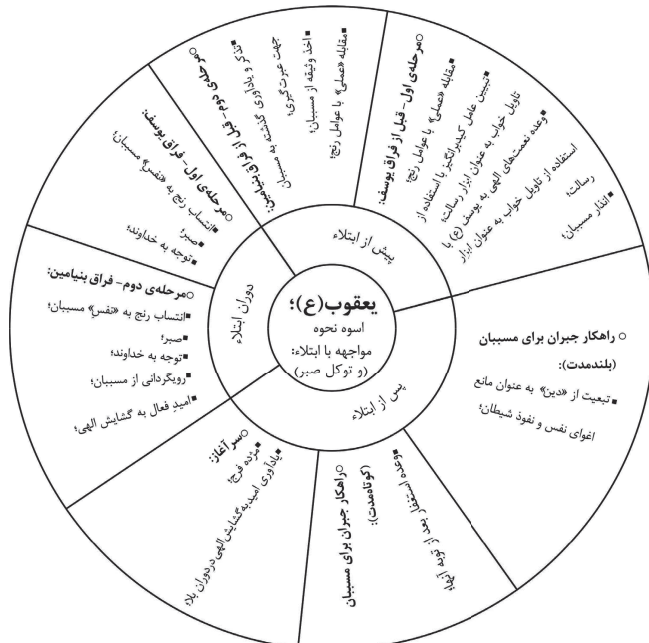 یعقوب(ع)؛
اسوه نحوه
مواجهه با ابتلاء:
(و توکل صبر)
پیش از ابتلاء
○مرحله‌ی اول- قبل از فراق یوسف:
■مقابله «عملی» با عوامل رنج؛
■تبیین عامل کیدبرانگیز با استفاده از
تاویل خواب به عنوان ابزار رسالت؛
■وعده نعمت‌های الهی به یوسف (ع) با
استفاده از تاویل خواب به عنوان ابزار
رسالت؛
■انذار مسببان؛
○مرحله‌ی دوم- قبل از فراق بنیامین:
■تذکر و یادآوری گذشته به مسببان
جهت عبرت‌گیری؛
■اخذ وثیقه از مسببان؛
■مقابله «عملی» با عوامل رنج؛
دوران ابتلاء
○مرحله‌ی اول- فراق یوسف:
■انتساب رنج به «نفس» مسببان؛
■صبر؛
■توجه به خداوند؛
○مرحله‌ی دوم- فراق بنیامین:
■انتساب رنج به «نفسِ» مسببان؛
■صبر؛
■توجه به خداوند؛
■رویگردانی از مسببان؛
■امیدِ فعال به گشایش الهی؛
پس از ابتلاء
○سر آغاز:
■مژده فرج؛
■یادآوری امید به گشایش الهی در دوران بلا؛
○راهکار جبران برای مسببان
(کوتاه‌مدت):
■وعده استغفار بعد از توبه آنها؛
○ راهکار جبران برای مسببان
(بلندمدت):
■ تبعیت از «دین» به عنوان مانع
اغوای نفس و نفوذ شیطان؛